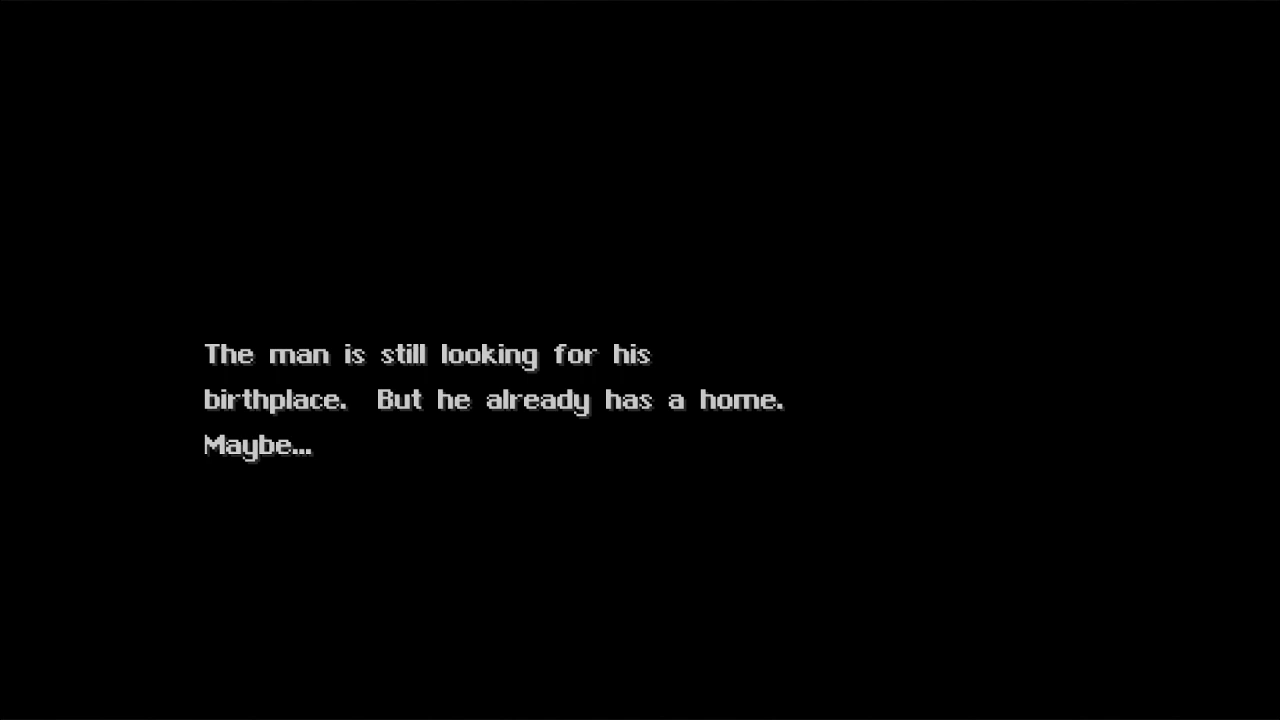 The man is still looking for his
birthplace.  But he already has a home.
Maybe...